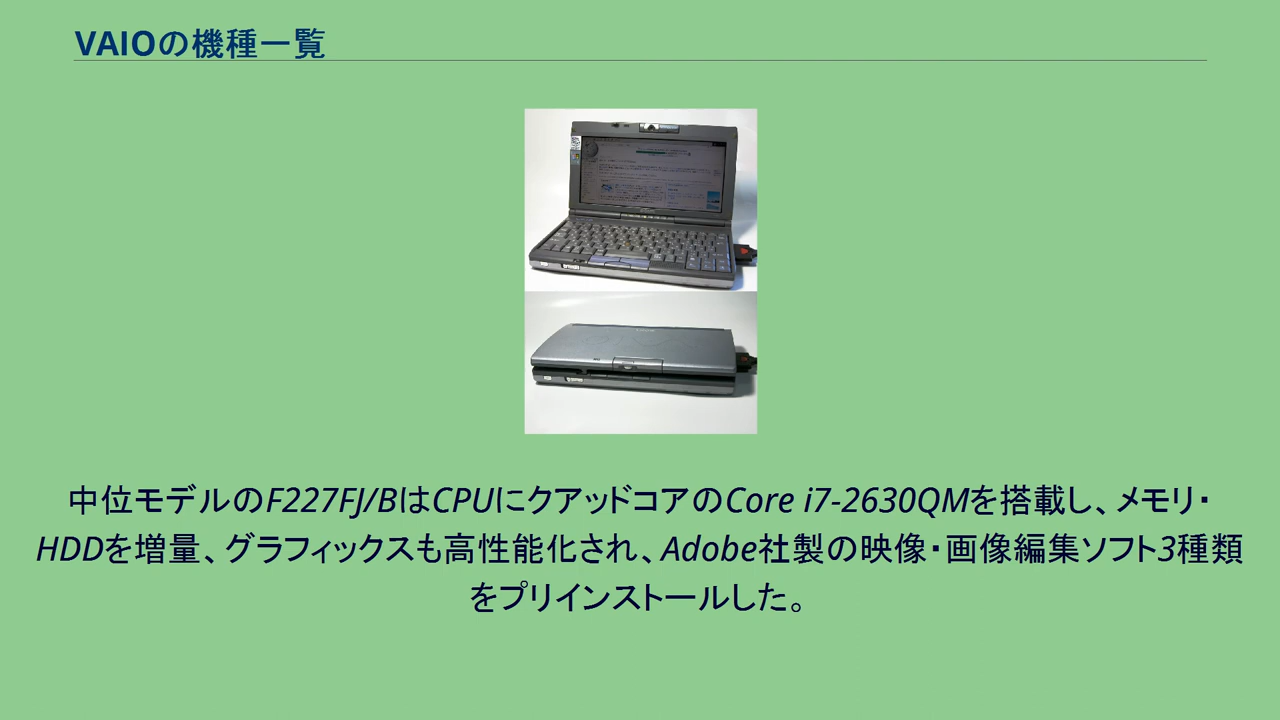 VAIOの機種一覧
中位モデルのF227FJ/BはCPUにクアッドコアのCore i7-2630QMを搭載し、メモリ・
HDDを増量、グラフィックスも高性能化され、Adobe社製の映像・画像編集ソフト3種類
をプリインストールした。